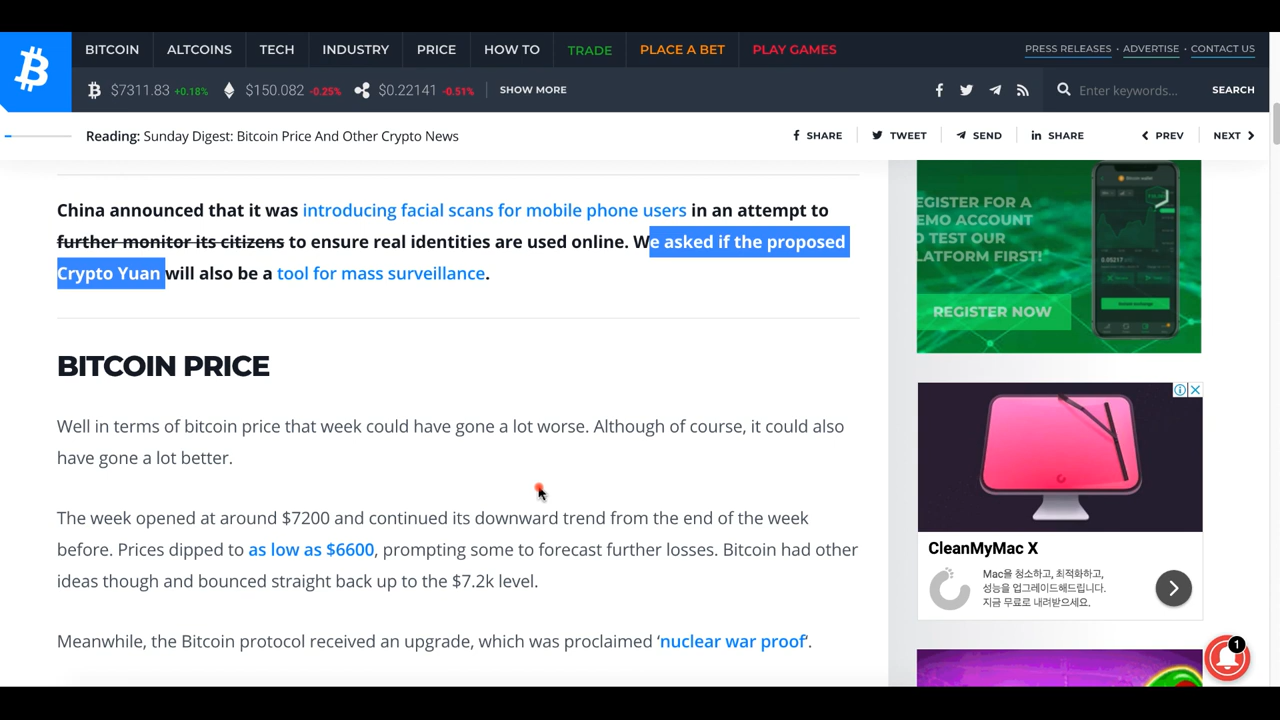 BITCOIN ALTCOINS TECH INDUSTRY PRICE HOW TO TRADE PLACE A BET PLAY GAMES PRESS RELEASES · ADVERTISE · CONTACT US
$7311.83 +0.18% $150.082 -0.25% $0.22141 -0.51% SHOW MORE Enter keywords... SEARCH
Reading: Sunday Digest: Bitcoin Price And Other Crypto News SHARE TWEET SEND SHARE PREV NEXT
China announced that it was introducing facial scans for mobile phone users in an attempt to
further monitor its citizens to ensure real identities are used online. We asked if the proposed
Crypto Yuan will also be a tool for mass surveillance.
BITCOIN PRICE
Well in terms of bitcoin price that week could have gone a lot worse. Although of course, it could also
have gone a lot better.
The week opened at around $7200 and continued its downward trend from the end of the week
before. Prices dipped to as low as $6600, prompting some to forecast further losses. Bitcoin had other
ideas though and bounced straight back up to the $7.2k level.
Meanwhile, the Bitcoin protocol received an upgrade, which was proclaimed ‘nuclear war proof’.
EGISTER FOR A
EMO ACCOUNT
O TEST OUR
LATFORM FIRST!
REGISTER NOW
CleanMyMac X
Mac을 청소하고, 최적화하고,
성능을 업그레이드해드립니다.
지금 무료로 내려받으세요.
1